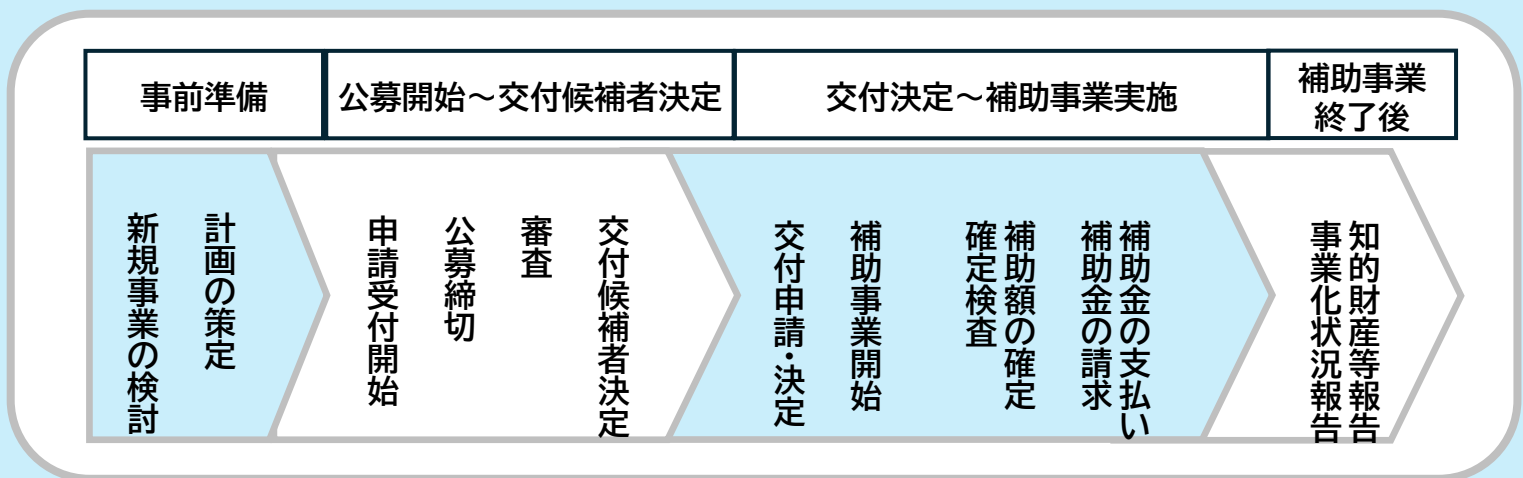 事前準備
公募開始~交付候補者決定
交付決定~補助事業実施
補助事業
終了後
新規事業の検討
計画の策定
申請受付開始
公募締切
審査
交付候補者決定
交付申請・決定
補助事業開始
確定検査
補助額の確定
補助金の請求
補助金の支払い
事業化状況報告
知的財産等報告